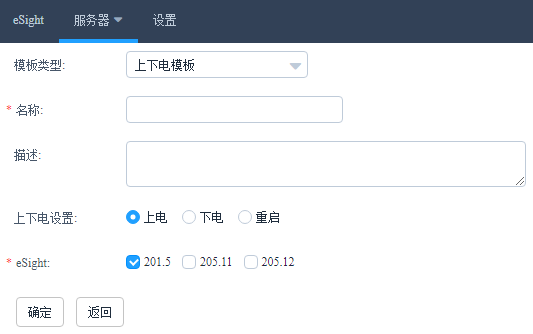 eSight 服务器 设置
模板类型: 上下电模板
* 名称:
描述:
上下电设置: 上电 下电 重启
* eSight: 201.5 205.11 205.12
确定 返回